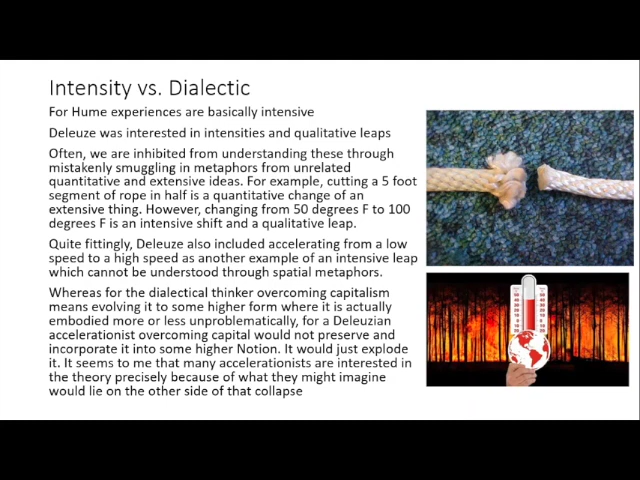 Intensity vs. Dialectic
For Hume experiences are basically intensive
Deleuze was interested in intensities and qualitative leaps
Often, we are inhibited from understanding these through
mistakenly smuggling in metaphors from unrelated
quantitative and extensive ideas. For example, cutting a 5 foot
segment of rope in half is a quantitative change of an
extensive thing. However, changing from 50 degrees F to 100
degrees F is an intensive shift and a qualitative leap.
Quite fittingly, Deleuze also included accelerating from a low
speed to a high speed as another example of an intensive leap
which cannot be understood through spatial metaphors.
Whereas for the dialectical thinker overcoming capitalism
means evolving it to some higher form where it is actually
embodied more or less unproblematically, for a Deleuzian
accelerationist overcoming capital would not preserve and
incorporate it into some higher Notion. It would just explode
it. It seems to me that many accelerationists are interested in
the theory precisely because of what they might imagine
would lie on the other side of that collapse